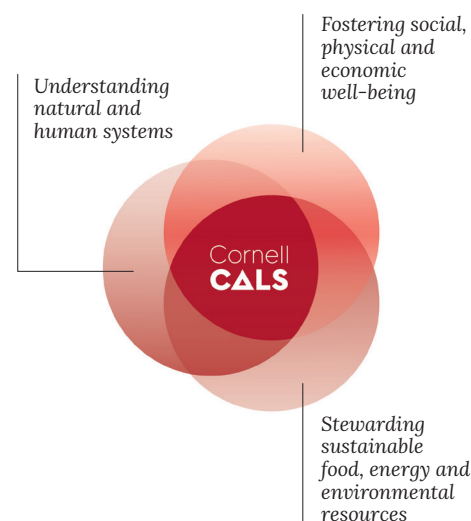 Fostering social,
physical and
economic
well-being
Understanding
natural and
human systems
Cornell
CALS
Stewarding
sustainable
food, energy and
environmental
resources